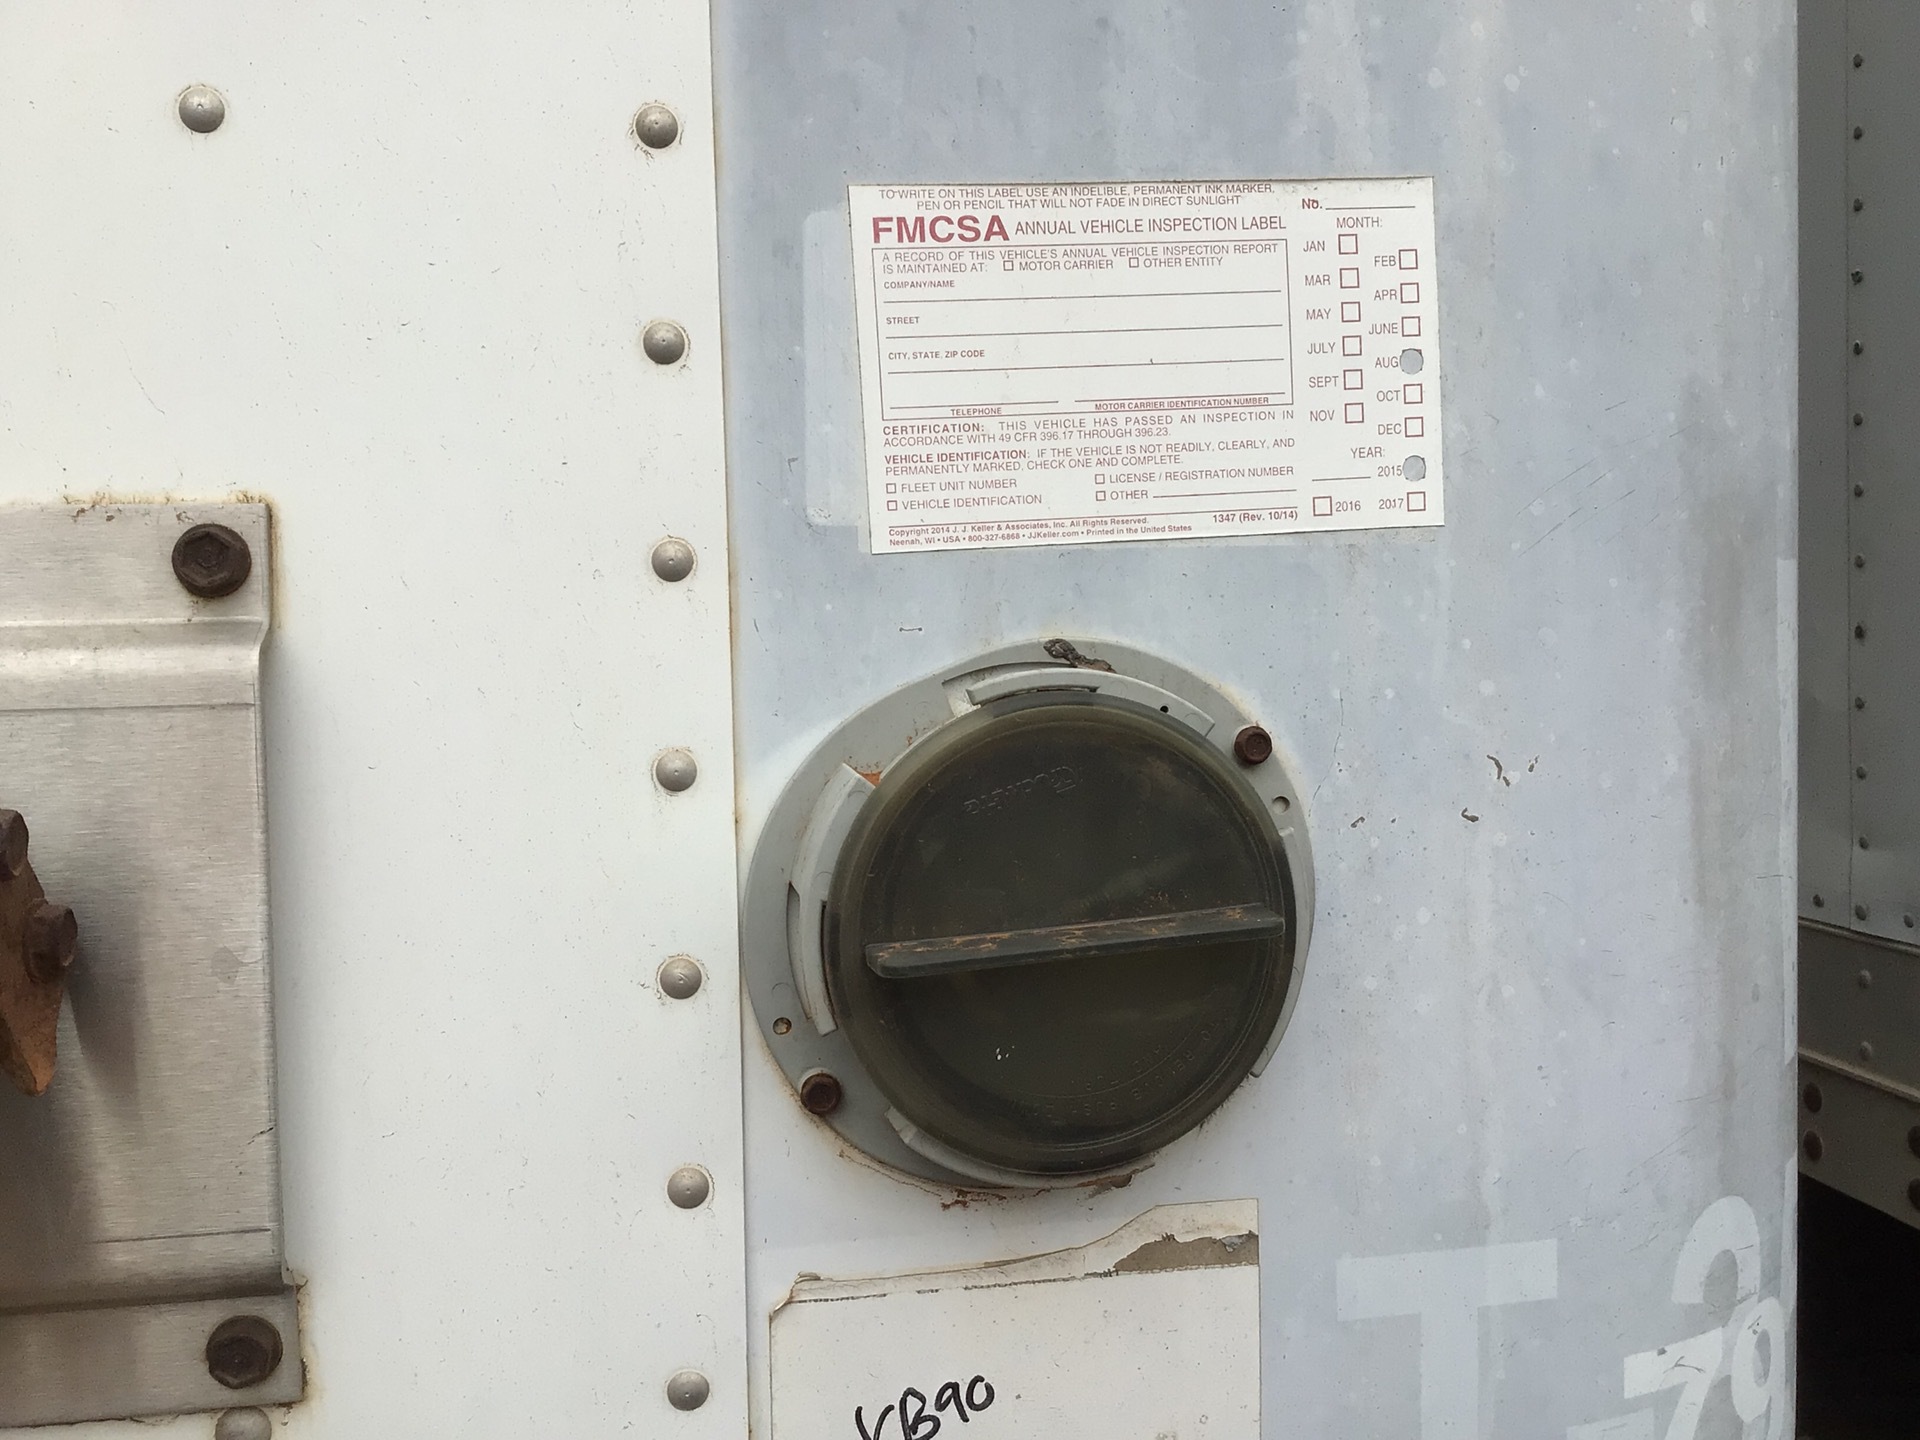 TO WRITE ON THIS LABEL USE AN INDELIBLE, PERMANENT INK MARKER,
PEN OR PENCIL THAT WILL NOT FADE IN DIRECT SUNLIGHT
No.
FMCSA ANNUAL VEHICLE INSPECTION LABEL
A RECORD OF THIS VEHICLE'S ANNUAL VEHICLE INSPECTION REPORT
IS MAINTAINED AT: MOTOR CARRIER OTHER ENTITY
COMPANY/NAME
STREET
CITY, STATE, ZIP CODE
TELEPHONE
MOTOR CARRIER IDENTIFICATION NUMBER
CERTIFICATION: THIS VEHICLE HAS PASSED AN INSPECTION IN
ACCORDANCE WITH 49 CFR 396.17 THROUGH 396.23.
VEHICLE IDENTIFICATION: IF THE VEHICLE IS NOT READILY, CLEARLY, AND
PERMANENTLY MARKED, CHECK ONE AND COMPLETE.
FLEET UNIT NUMBER LICENSE / REGISTRATION NUMBER
VEHICLE IDENTIFICATION OTHER
Copyright 2014 J. J. Keller & Associates, Inc. All Rights Reserved.
Neenah, WI • USA • 800-327-6868 • JJKeller.com • Printed in the United States
1347 (Rev. 10/14)
MONTH:
JAN
FEB
MAR
APR
MAY
JUNE
JULY
AUG
SEPT
OCT
NOV
DEC
YEAR:
2015
2016 2017
T-2
79
KB90